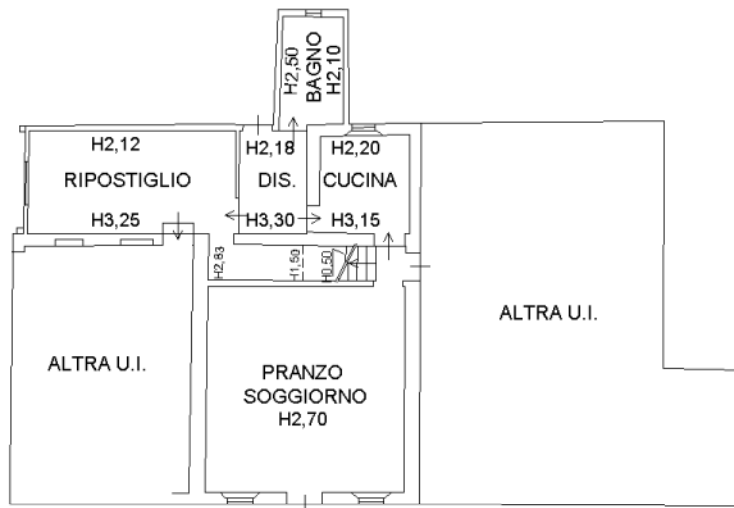 H2,50
BAGNO
H2,10
H2,12
RIPOSTIGLIO
H3,25
H2,18
DIS.
H3,30
H2,20
CUCINA
H3,15
H2,83
H1,50
H0,50
ALTRA U.I.
PRANZO
SOGGIORNO
H2,70
ALTRA U.I.